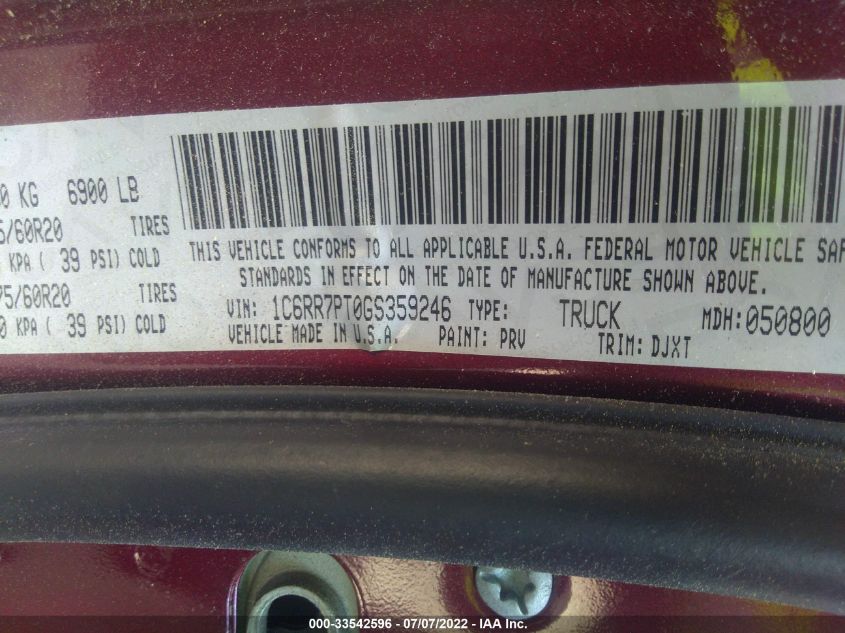 0 KG 6900 LB
5/60R20 TIRES
KPA ( 39 PSI) COLD
75/60R20 TIRES
0 KPA ( 39 PSI) COLD
THIS VEHICLE CONFORMS TO ALL APPLICABLE U.S.A. FEDERAL MOTOR VEHICLE SAF
STANDARDS IN EFFECT ON THE DATE OF MANUFACTURE SHOWN ABOVE.
VIN: 1C6RR7PT0GS359246 TYPE: TRUCK MDH:050800
VEHICLE MADE IN U.S.A. PAINT: PRV TRIM: DJXT
000-33542596 / 07/07/2022 / IAA Inc.